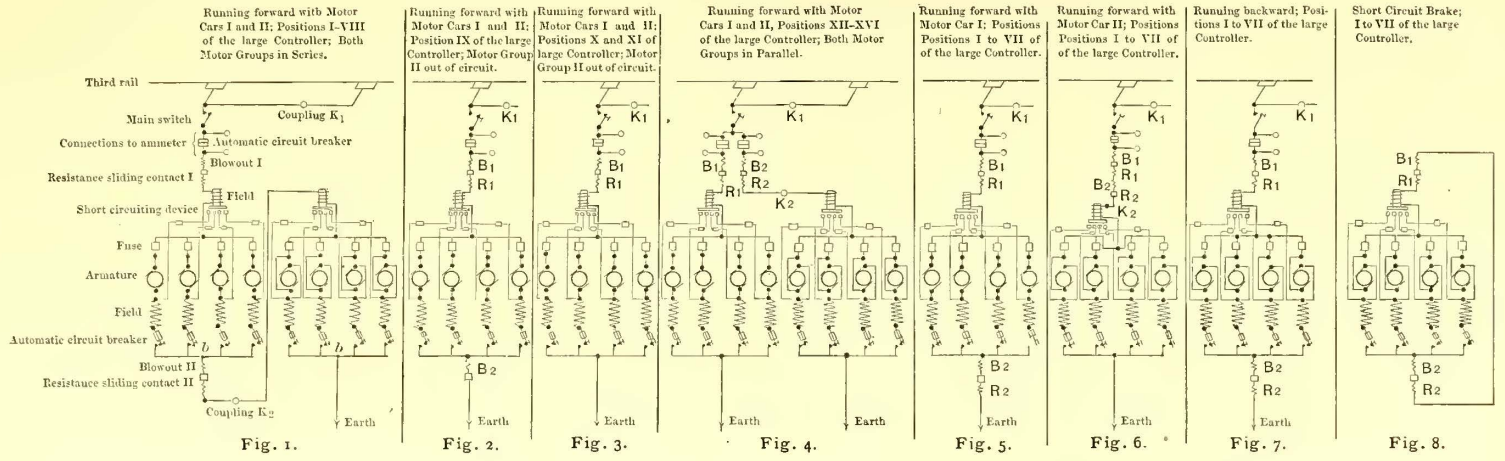 Running forward with Motor
Cars I and II; Positions I-VIII
of the large Controller; Both
Motor Groups in Series.
Third rail
Coupling K1
Main switch
Connections to ammeter
Automatic circuit breaker
Blowout I
Resistance sliding contact I
Field
Short circuiting device
Fuse
Armature
Field
Automatic circuit breaker
b
b
Blowout II
Resistance sliding contact II
Coupling K2
Earth
Fig. 1.
Running forward with
Motor Cars I and II;
Position IX of the large
Controller; Motor Group
II out of circuit.
K1
B1
R1
B2
Earth
Fig. 2.
Running forward with
Motor Cars I and II;
Positions X and XI of
large Controller; Motor
Group II out of circuit.
K1
B1
R1
Earth
Fig. 3.
Running forward with Motor
Cars I and II, Positions XII-XVI
of the large Controller; Both Motor
Groups in Parallel.
K1
B1
B2
R1
R2
K2
Earth
Earth
Fig. 4.
Running forward with
Motor Car I; Positions
Positions I to VII of
of the large Controller.
K1
B1
R1
B2
R2
Earth
Fig. 5.
Running forward with
Motor Car II; Positions
Positions I to VII of
of the large Controller.
K1
B1
R1
B2
R2
K2
Earth
Fig. 6.
Running backward; Posi-
tions I to VII of the large
Controller.
K1
B1
R1
B2
R2
Earth
Fig. 7.
Short Circuit Brake;
I to VII of the large
Controller.
B1
R1
B2
R2
Fig. 8.